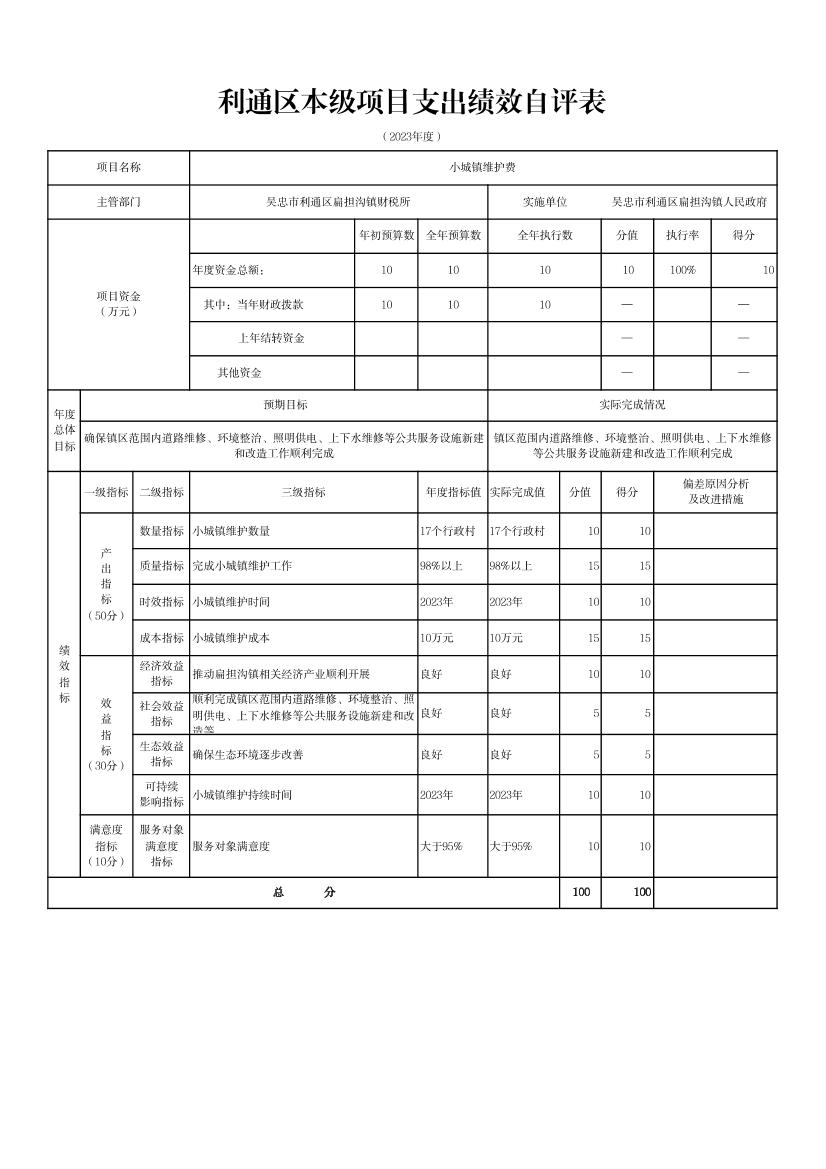 利通区本级项目支出绩效自评表
（2023年度）
项目名称 小城镇维护费
主管部门 吴忠市利通区扁担沟镇财税所 实施单位 吴忠市利通区扁担沟镇人民政府
项目资金
（万元）
年初预算数 全年预算数 全年执行数 分值 执行率 得分
年度资金总额： 10 10 10 10 100% 10
其中：当年财政拨款 10 10 10 — —
上年结转资金 — —
其他资金 — —
年度
总体
目标
预期目标 实际完成情况
确保镇区范围内道路维修、环境整治、照明供电、上下水维修等公共服务设施新建
和改造工作顺利完成
镇区范围内道路维修、环境整治、照明供电、上下水维修
等公共服务设施新建和改造工作顺利完成
绩
效
指
标
一级指标 二级指标 三级指标 年度指标值 实际完成值 分值 得分 偏差原因分析
及改进措施
产
出
指
标
（50分）
数量指标 小城镇维护数量 17个行政村 17个行政村 10 10
质量指标 完成小城镇维护工作 98%以上 98%以上 15 15
时效指标 小城镇维护时间 2023年 2023年 10 10
成本指标 小城镇维护成本 10万元 10万元 15 15
效
益
指
标
（30分）
经济效益
指标
推动扁担沟镇相关经济产业顺利开展 良好 良好 10 10
社会效益
指标
顺利完成镇区范围内道路维修、环境整治、照
明供电、上下水维修等公共服务设施新建和改
造等
良好 良好 5 5
生态效益
指标
确保生态环境逐步改善 良好 良好 5 5
可持续
影响指标
小城镇维护持续时间 2023年 2023年 10 10
满意度
指标
（10分）
服务对象
满意度
指标
服务对象满意度 大于95% 大于95% 10 10
总 分 100 100